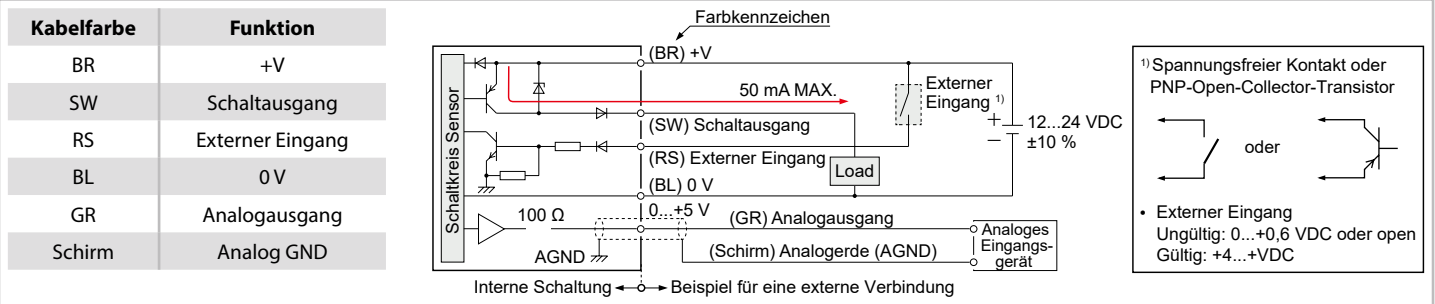 Kabelfarbe Funktion
BR +V
SW Schaltausgang
RS Externer Eingang
BL 0 V
GR Analogausgang
Schirm Analog GND
Farbkennzeichen
Schaltkreis Sensor
(BR) +V
50 mA MAX.
Externer
Eingang 1)
(SW) Schaltausgang
+ 12...24 VDC
− ±10 %
(RS) Externer Eingang
Load
(BL) 0 V
100 Ω
0...+5 V
(GR) Analogausgang
AGND
(Schirm) Analogerde (AGND)
Analoges
Eingangs-
gerät
Interne Schaltung Beispiel für eine externe Verbindung
1) Spannungsfreier Kontakt oder
PNP-Open-Collector-Transistor
oder
• Externer Eingang
Ungültig: 0...+0,6 VDC oder open
Gültig: +4...+VDC